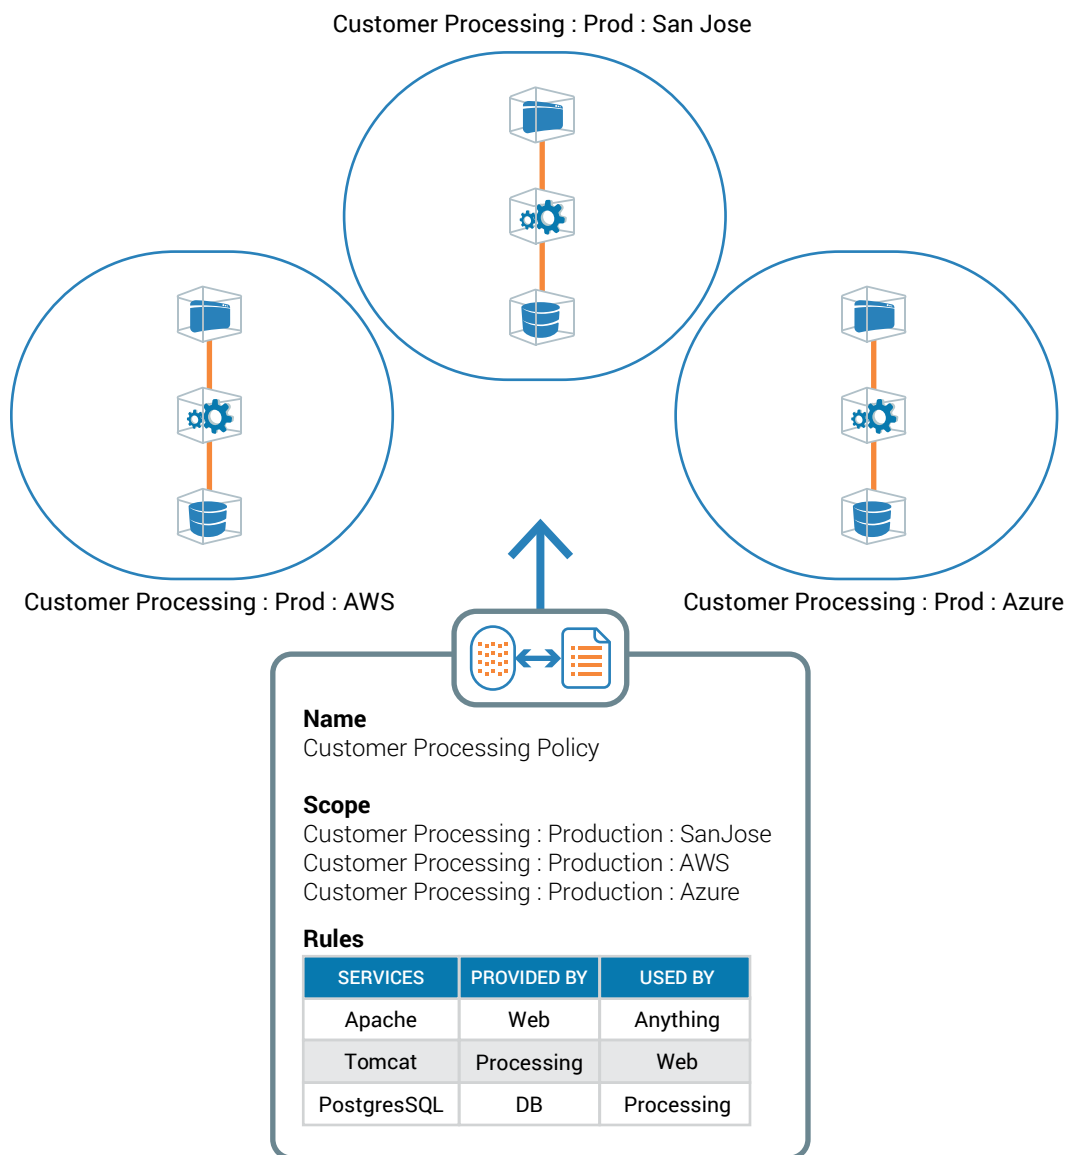 Customer Processing : Prod : San Jose
Customer Processing : Prod : AWS
Customer Processing : Prod : Azure
Name
Customer Processing Policy
Scope
Customer Processing : Production : SanJose
Customer Processing : Production : AWS
Customer Processing : Production : Azure
Rules
SERVICES PROVIDED BY USED BY
Apache Web Anything
Tomcat Processing Web
PostgresSQL DB Processing